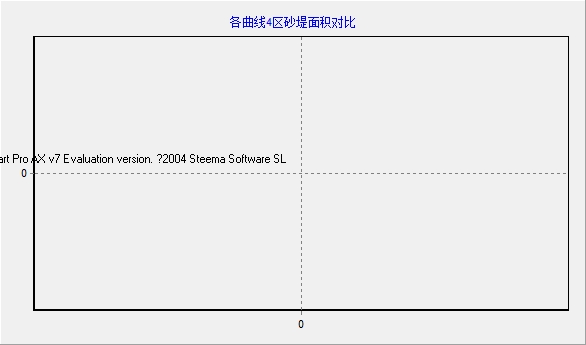 各曲线4区砂堤面积对比
art Pro AX v7 Evaluation version. ?2004 Steema Software SL
0
0